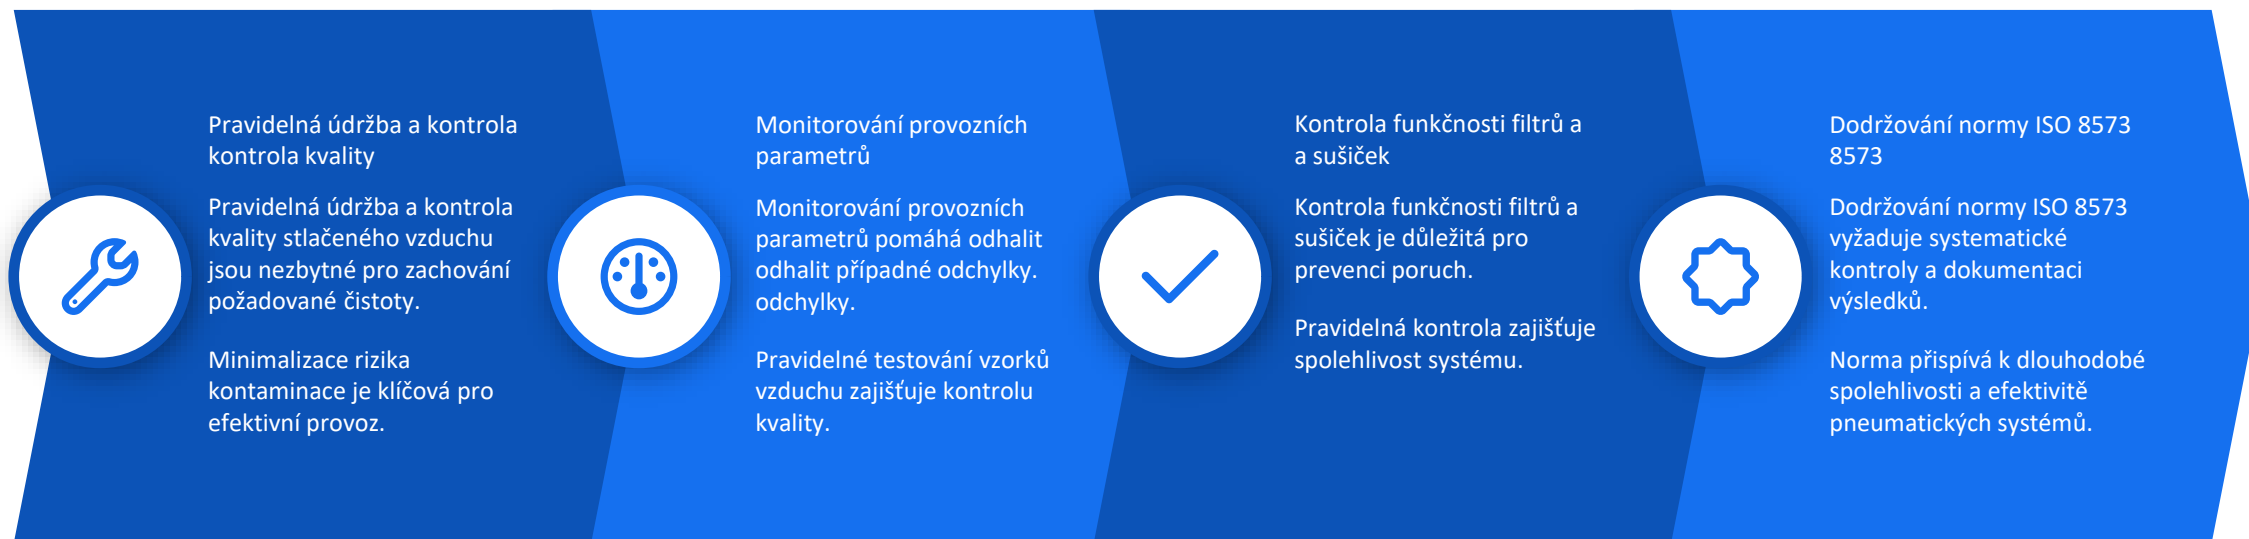 Pravidelná údržba a kontrola
kontrola kvality
Pravidelná údržba a kontrola
kvality stlačeného vzduchu
jsou nezbytné pro zachování
požadované čistoty.
Minimalizace rizika
kontaminace je klíčová pro
efektivní provoz.
Monitorování provozních
parametrů
Monitorování provozních
parametrů pomáhá odhalit
odhalit případné odchylky.
odchylky.
Pravidelné testování vzorků
vzduchu zajišťuje kontrolu
kvality.
Kontrola funkčnosti filtrů a
a sušiček
Kontrola funkčnosti filtrů a
sušiček je důležitá pro
prevenci poruch.
Pravidelná kontrola zajišťuje
spolehlivost systému.
Dodržování normy ISO 8573
8573
Dodržování normy ISO 8573
vyžaduje systematické
kontroly a dokumentaci
výsledků.
Norma přispívá k dlouhodobé
spolehlivosti a efektivitě
pneumatických systémů.